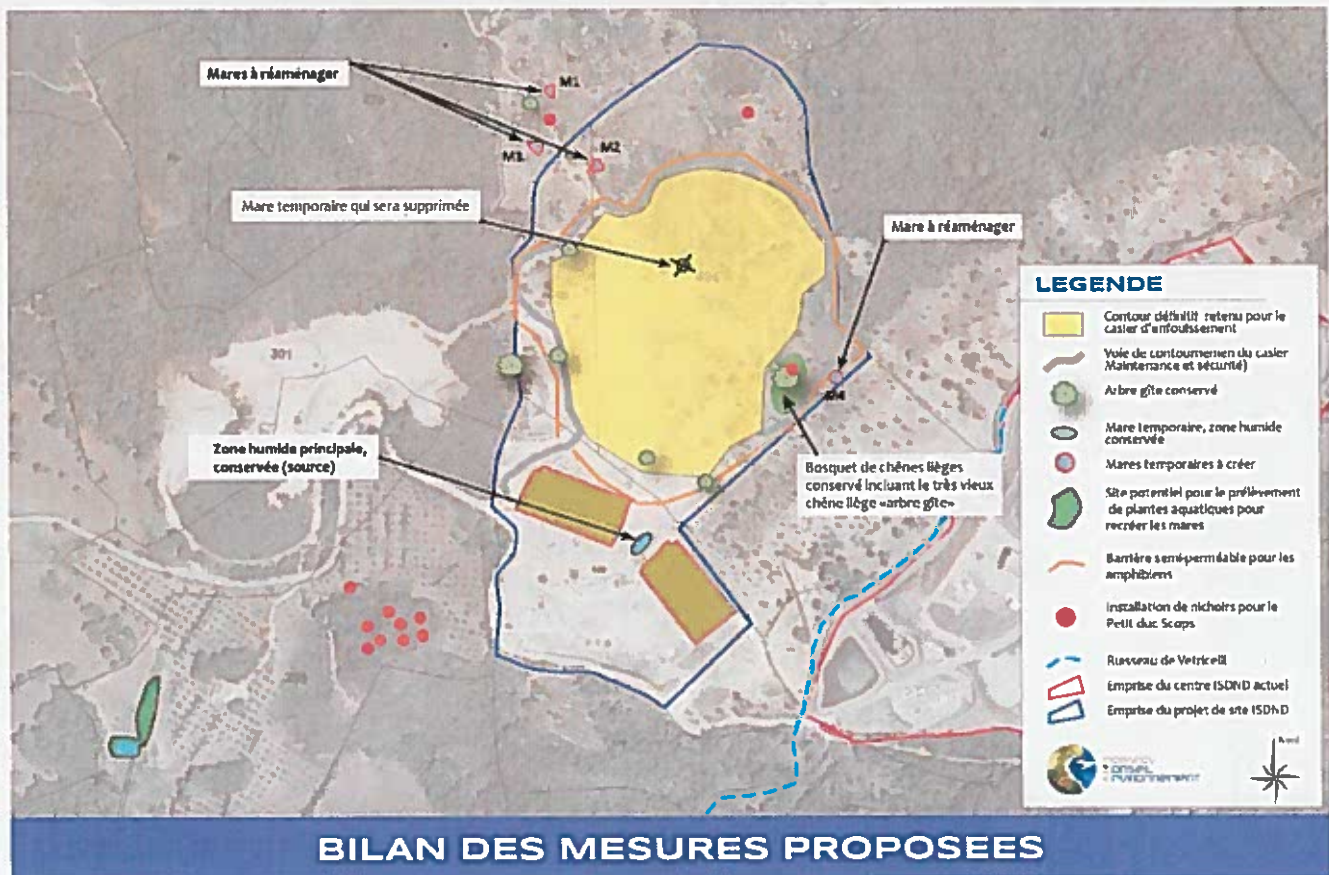 Mares à réaménager
M1
M3
M2
Mare temporaire qui sera supprimée
Mare à réaménager
M4
301
Zone humide principale,
conservée (source)
Bosquet de chênes lièges
conservé incluant le très vieux
chêne liège «arbre gîte»
LEGENDE
Contour définitif retenu pour le
casier d'enfouissement
Voie de contournemen du casier
Maintenance et sécurité)
Arbre gîte conservé
Mare temporaire, zone humide
conservée
Mares temporaires à créer
Site potentiel pour le prélèvement
de plantes aquatiques pour
recréer les mares
Barrière semi-perméable pour les
amphibiens
Installation de nichoirs pour le
Petit duc Scops
Ruisseau de Vetricelli
Emprise du centre ISDND actuel
Emprise du projet de site ISDND
CONSEIL
ENVIRONNEMENT
Nord
BILAN DES MESURES PROPOSEES